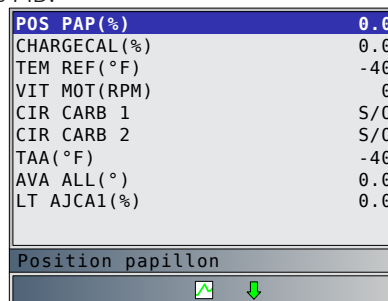 POS PAP(%) 0.0
CHARGECAL(%) 0.0
TEM REF(°F) -40
VIT MOT(RPM) 0
CIR CARB 1 S/O
CIR CARB 2 S/O
TAA(°F) -40
AVA ALL(°) 0.0
LT AJCA1(%) 0.0
Position papillon